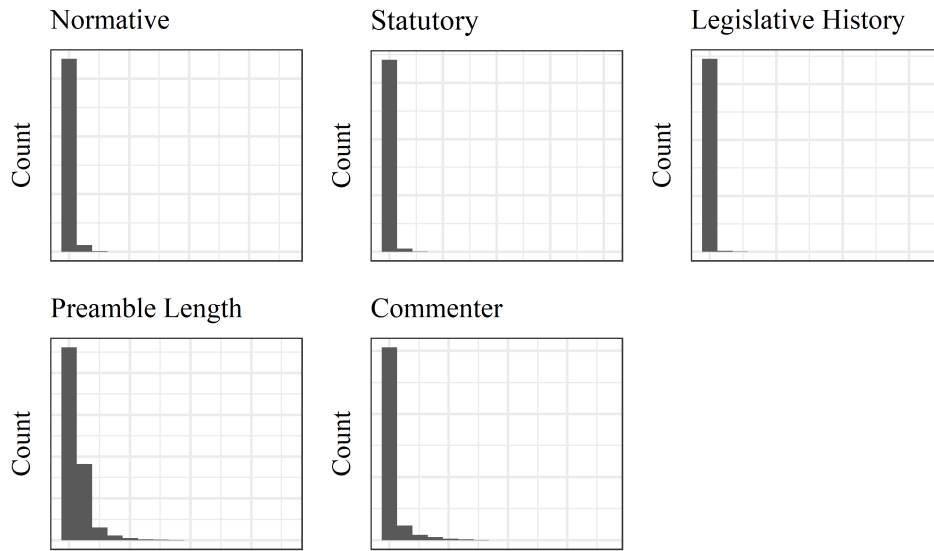 Normative
Statutory
Legislative History
Count
Count
Count
Preamble Length
Commenter
Count
Count